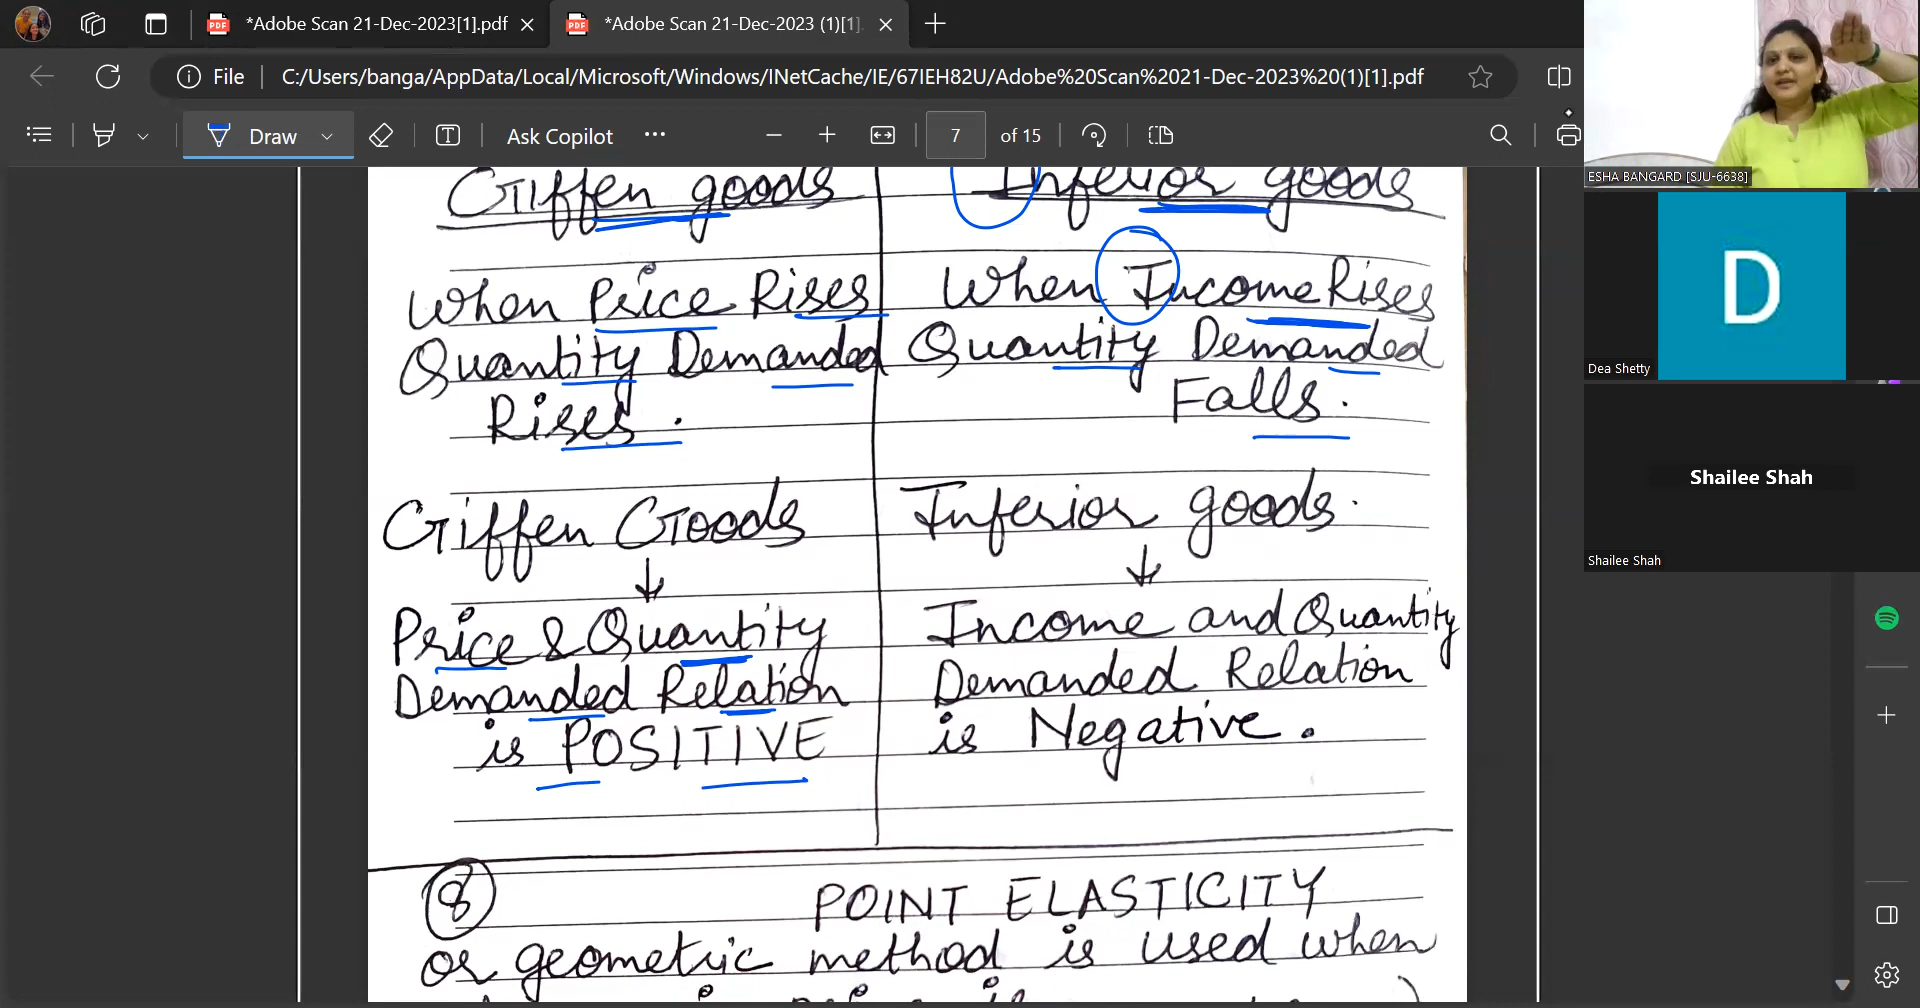 *Adobe Scan 21-Dec-2023[1].pdf
*Adobe Scan 21-Dec-2023 (1)[1].
File
C:/Users/banga/AppData/Local/Microsoft/Windows/INetCache/IE/67IEH82U/Adobe%20Scan%2021-Dec-2023%20(1)[1].pdf
Draw
Ask Copilot
7 of 15
Giffen goods
Inferior goods
When Price Rises
Quantity Demanded
Rises.
When Income Rises
Quantity Demanded
Falls.
Giffen Goods
↓
Price & Quantity
Demanded Relation
is POSITIVE
Inferior goods.
↓
Income and Quantity
Demanded Relation
is Negative.
8 POINT ELASTICITY
or geometric method is used when
ESHA BANGARD [SJU-6638]
D
Dea Shetty
Shailee Shah
Shailee Shah